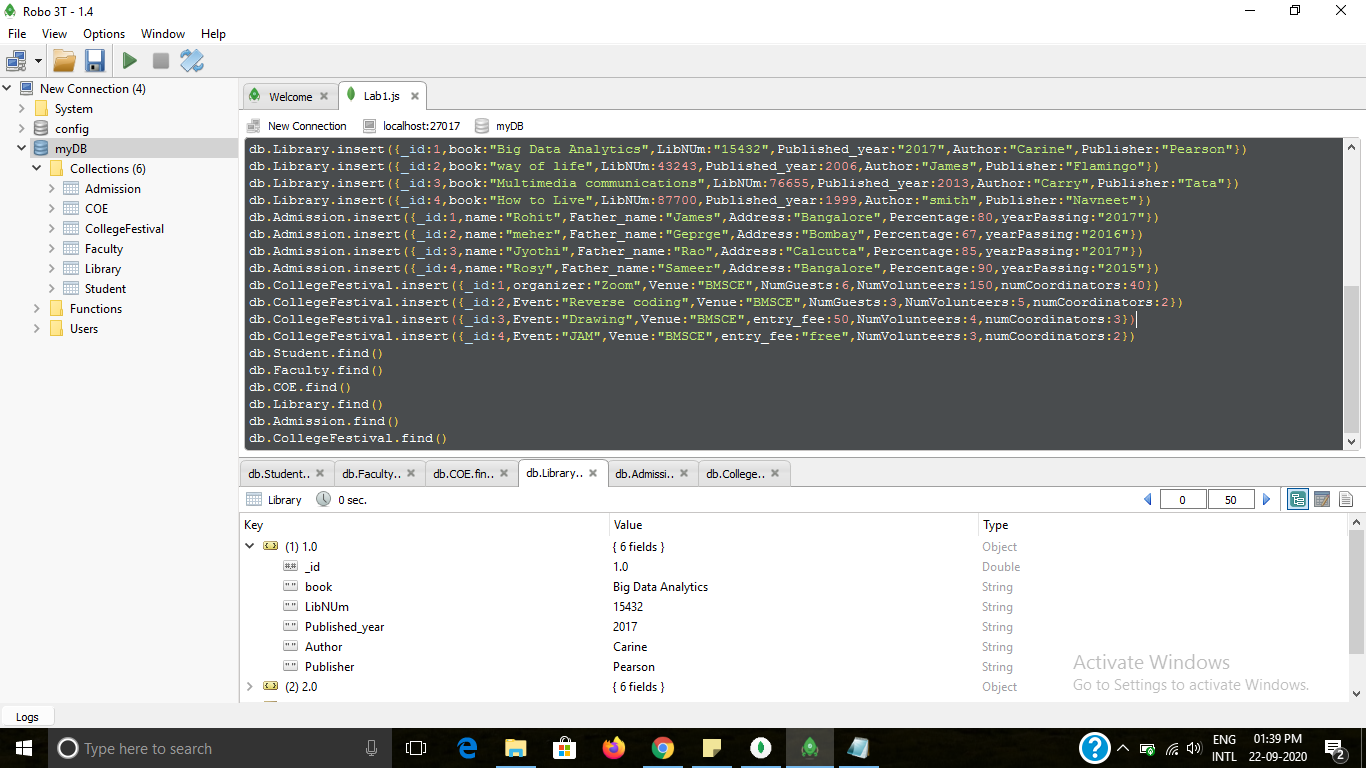 Robo 3T - 1.4
File View Options Window Help
New Connection (4)
System
config
myDB
Collections (6)
Admission
COE
CollegeFestival
Faculty
Library
Student
Functions
Users
Welcome Lab1.js
New Connection localhost:27017 myDB
db.Library.insert({_id:1,book:"Big Data Analytics",LibNUm:"15432",Published_year:"2017",Author:"Carine",Publisher:"Pearson"})
db.Library.insert({_id:2,book:"way of life",LibNUm:43243,Published_year:2006,Author:"James",Publisher:"Flamingo"})
db.Library.insert({_id:3,book:"Multimedia communications",LibNUm:76655,Published_year:2013,Author:"Carry",Publisher:"Tata"})
db.Library.insert({_id:4,book:"How to Live",LibNUm:87700,Published_year:1999,Author:"smith",Publisher:"Navneet"})
db.Admission.insert({_id:1,name:"Rohit",Father_name:"James",Address:"Bangalore",Percentage:80,yearPassing:"2017"})
db.Admission.insert({_id:2,name:"meher",Father_name:"Geprge",Address:"Bombay",Percentage:67,yearPassing:"2016"})
db.Admission.insert({_id:3,name:"Jyothi",Father_name:"Rao",Address:"Calcutta",Percentage:85,yearPassing:"2017"})
db.Admission.insert({_id:4,name:"Rosy",Father_name:"Sameer",Address:"Bangalore",Percentage:90,yearPassing:"2015"})
db.CollegeFestival.insert({_id:1,organizer:"Zoom",Venue:"BMSCE",NumGuests:6,NumVolunteers:150,numCoordinators:40})
db.CollegeFestival.insert({_id:2,Event:"Reverse coding",Venue:"BMSCE",NumGuests:3,NumVolunteers:5,numCoordinators:2})
db.CollegeFestival.insert({_id:3,Event:"Drawing",Venue:"BMSCE",entry_fee:50,NumVolunteers:4,numCoordinators:3})
db.CollegeFestival.insert({_id:4,Event:"JAM",Venue:"BMSCE",entry_fee:"free",NumVolunteers:3,numCoordinators:2})
db.Student.find()
db.Faculty.find()
db.COE.find()
db.Library.find()
db.Admission.find()
db.CollegeFestival.find()
db.Student.. db.Faculty.. db.COE.fin.. db.Library.. db.Admissi.. db.College..
Library 0 sec. 0 50
Key Value Type
(1) 1.0 { 6 fields } Object
_id 1.0 Double
book Big Data Analytics String
LibNUm 15432 String
Published_year 2017 String
Author Carine String
Publisher Pearson String
(2) 2.0 { 6 fields } Object
Activate Windows
Go to Settings to activate Windows.
Logs
Type here to search
ENG
INTL
01:39 PM
22-09-2020
2